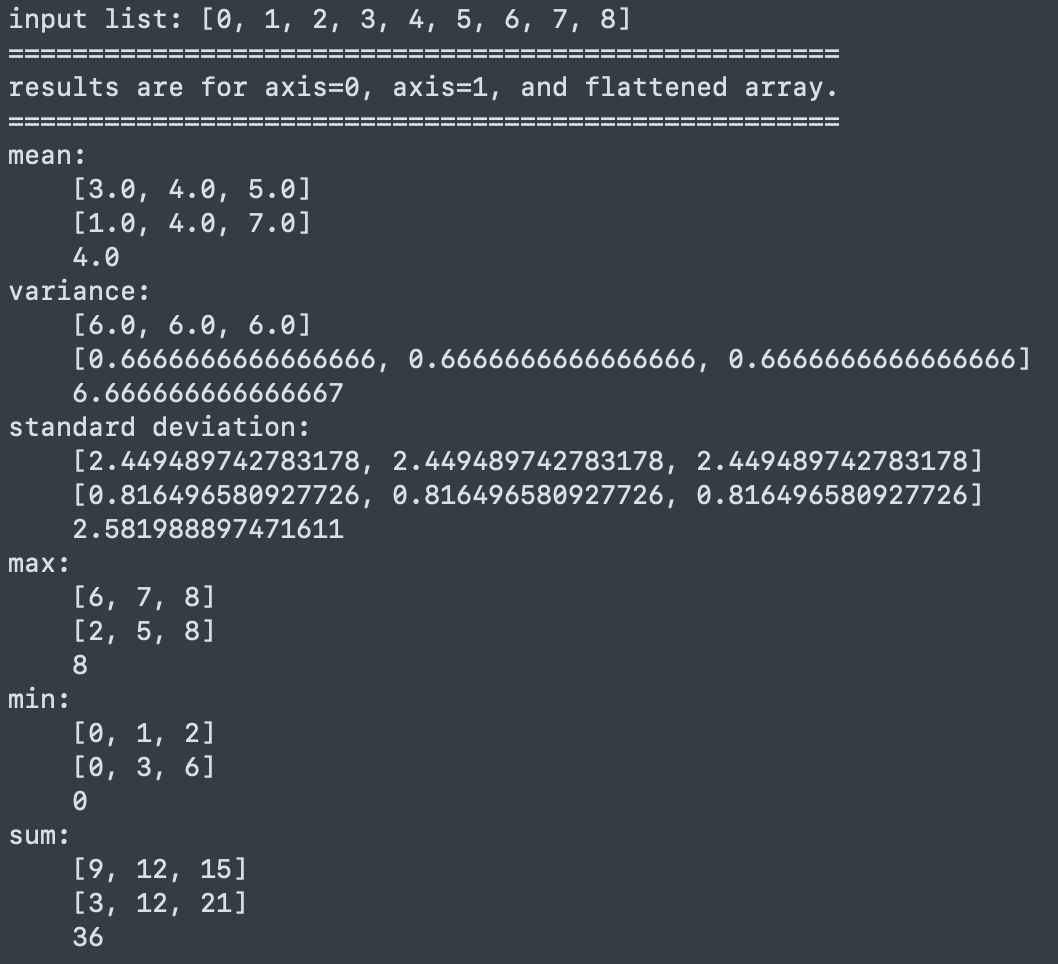 input list: [0, 1, 2, 3, 4, 5, 6, 7, 8]
====================================================
results are for axis=0, axis=1, and flattened array.
====================================================
mean:
    [3.0, 4.0, 5.0]
    [1.0, 4.0, 7.0]
    4.0
variance:
    [6.0, 6.0, 6.0]
    [0.6666666666666666, 0.6666666666666666, 0.6666666666666666]
    6.666666666666667
standard deviation:
    [2.449489742783178, 2.449489742783178, 2.449489742783178]
    [0.816496580927726, 0.816496580927726, 0.816496580927726]
    2.581988897471611
max:
    [6, 7, 8]
    [2, 5, 8]
    8
min:
    [0, 1, 2]
    [0, 3, 6]
    0
sum:
    [9, 12, 15]
    [3, 12, 21]
    36